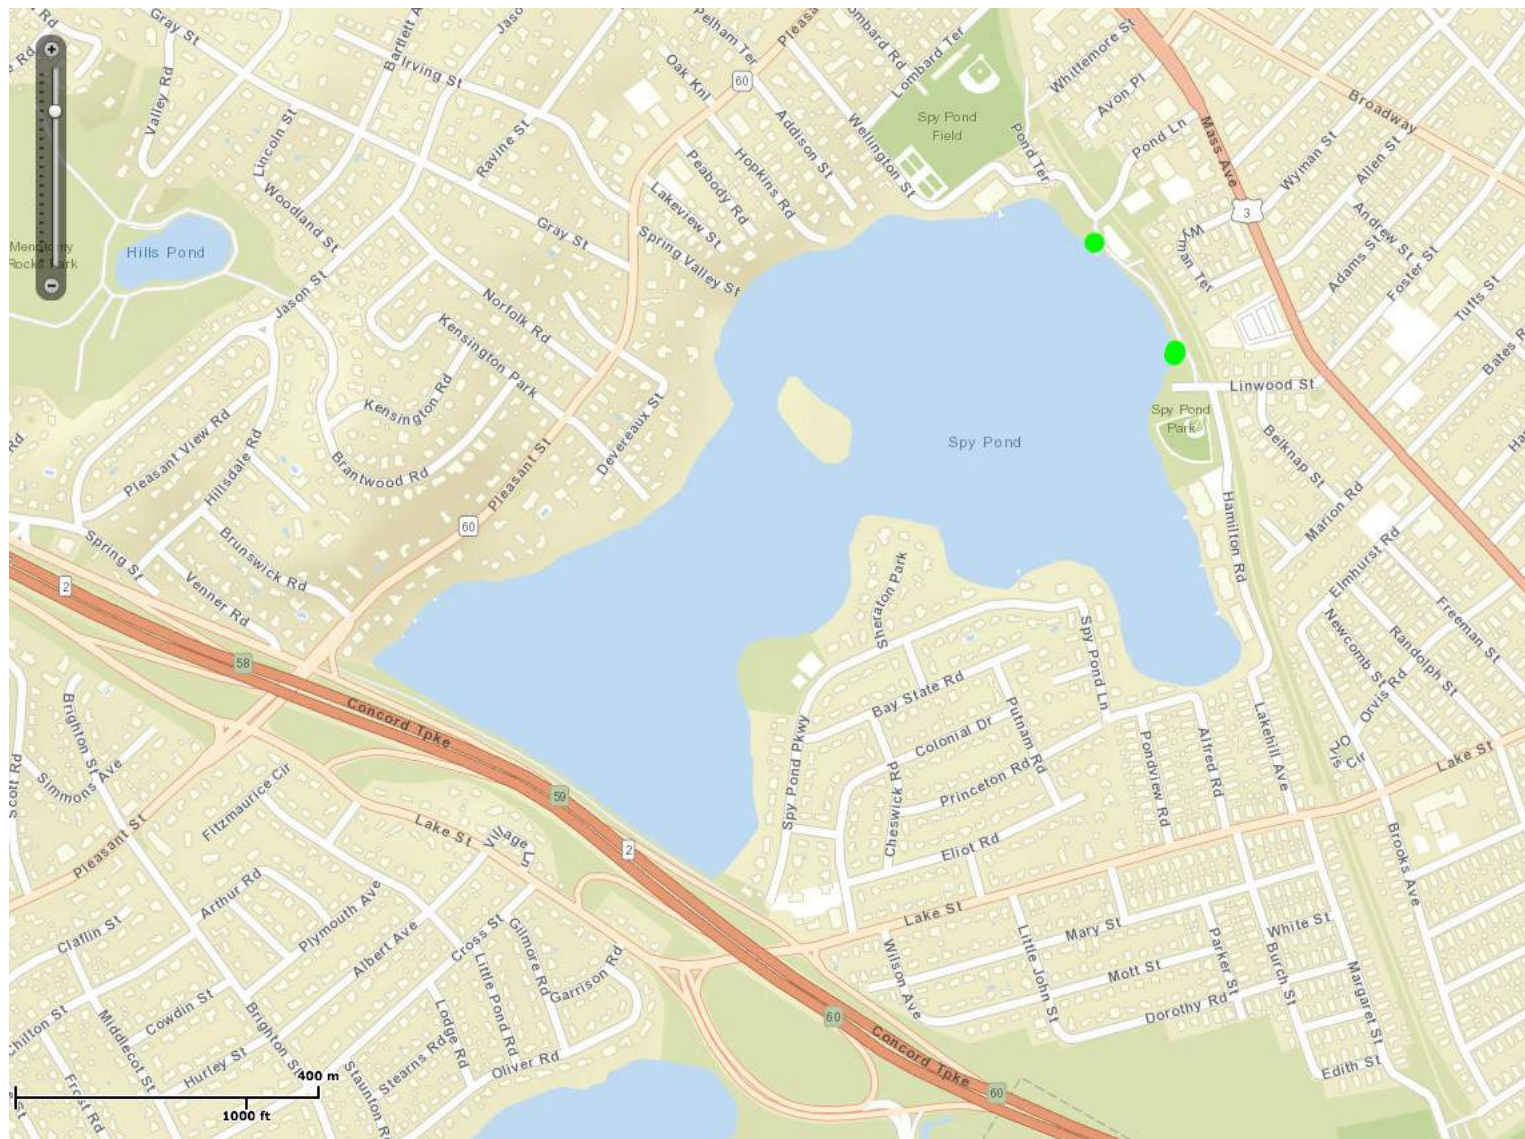 Gray St
Valley Rd
Bartlett A
Irving St
Lincoln St
Ravine St
Woodland St
Pelham Ter
Oak Knl
60
Addison St
Hopkins Rd
Peabody Rd
Lakeview St
Spring Valley St
Gray St
Wellington St
Lombard Ter
Spy Pond
Field
Pond Ter
Whittemore St
Avon Pl
Pond Ln
Mass Ave
Broadway
Wyman St
Allen St
3
Andrew St
Adams St
Foster St
Tufts St
Wyman Ter
Hills Pond
Jason St
Norfolk Rd
Kensington Park
Kensington Rd
Devereaux St
Pleasant St
Brantwood Rd
Pleasant View Rd
Hillsdale Rd
60
Spring St
Brunswick Rd
Venner Rd
2
58
Spy Pond
Linwood St
Spy Pond
Park
Belknap St
Marion Rd
Hamilton Rd
Elmhurst Rd
Freeman St
Randolph St
Newcomb St
Orvis Rd
Orvis Cir
Lake St
Sheraton Park
Spy Pond Ln
Bay State Rd
Colonial Dr
Putnam Rd
Princeton Rd
Cheswick Rd
Eliot Rd
Spy Pond Pkwy
Pondview Rd
Alfred Rd
Lakehill Ave
Brooks Ave
Concord Tpke
59
2
Brighton St
Simmons Ave
Scott Rd
Fitzmaurice Cir
Pleasant St
Lake St
Village Ln
Arthur Rd
Plymouth Ave
Albert Ave
Cross St
Gilmore Rd
Little Pond Rd
Garrison Rd
Claflin St
Cowdin St
Middlecot St
Brighton St
Hurley St
Lodge Rd
Stearns Rd
Oliver Rd
Staunton Rd
Frost Rd
Lake St
Wilson Ave
Little John St
Mary St
Mott St
Dorothy Rd
Parker St
Burch St
White St
Margaret St
Edith St
60
Concord Tpke
60
400 m
1000 ft